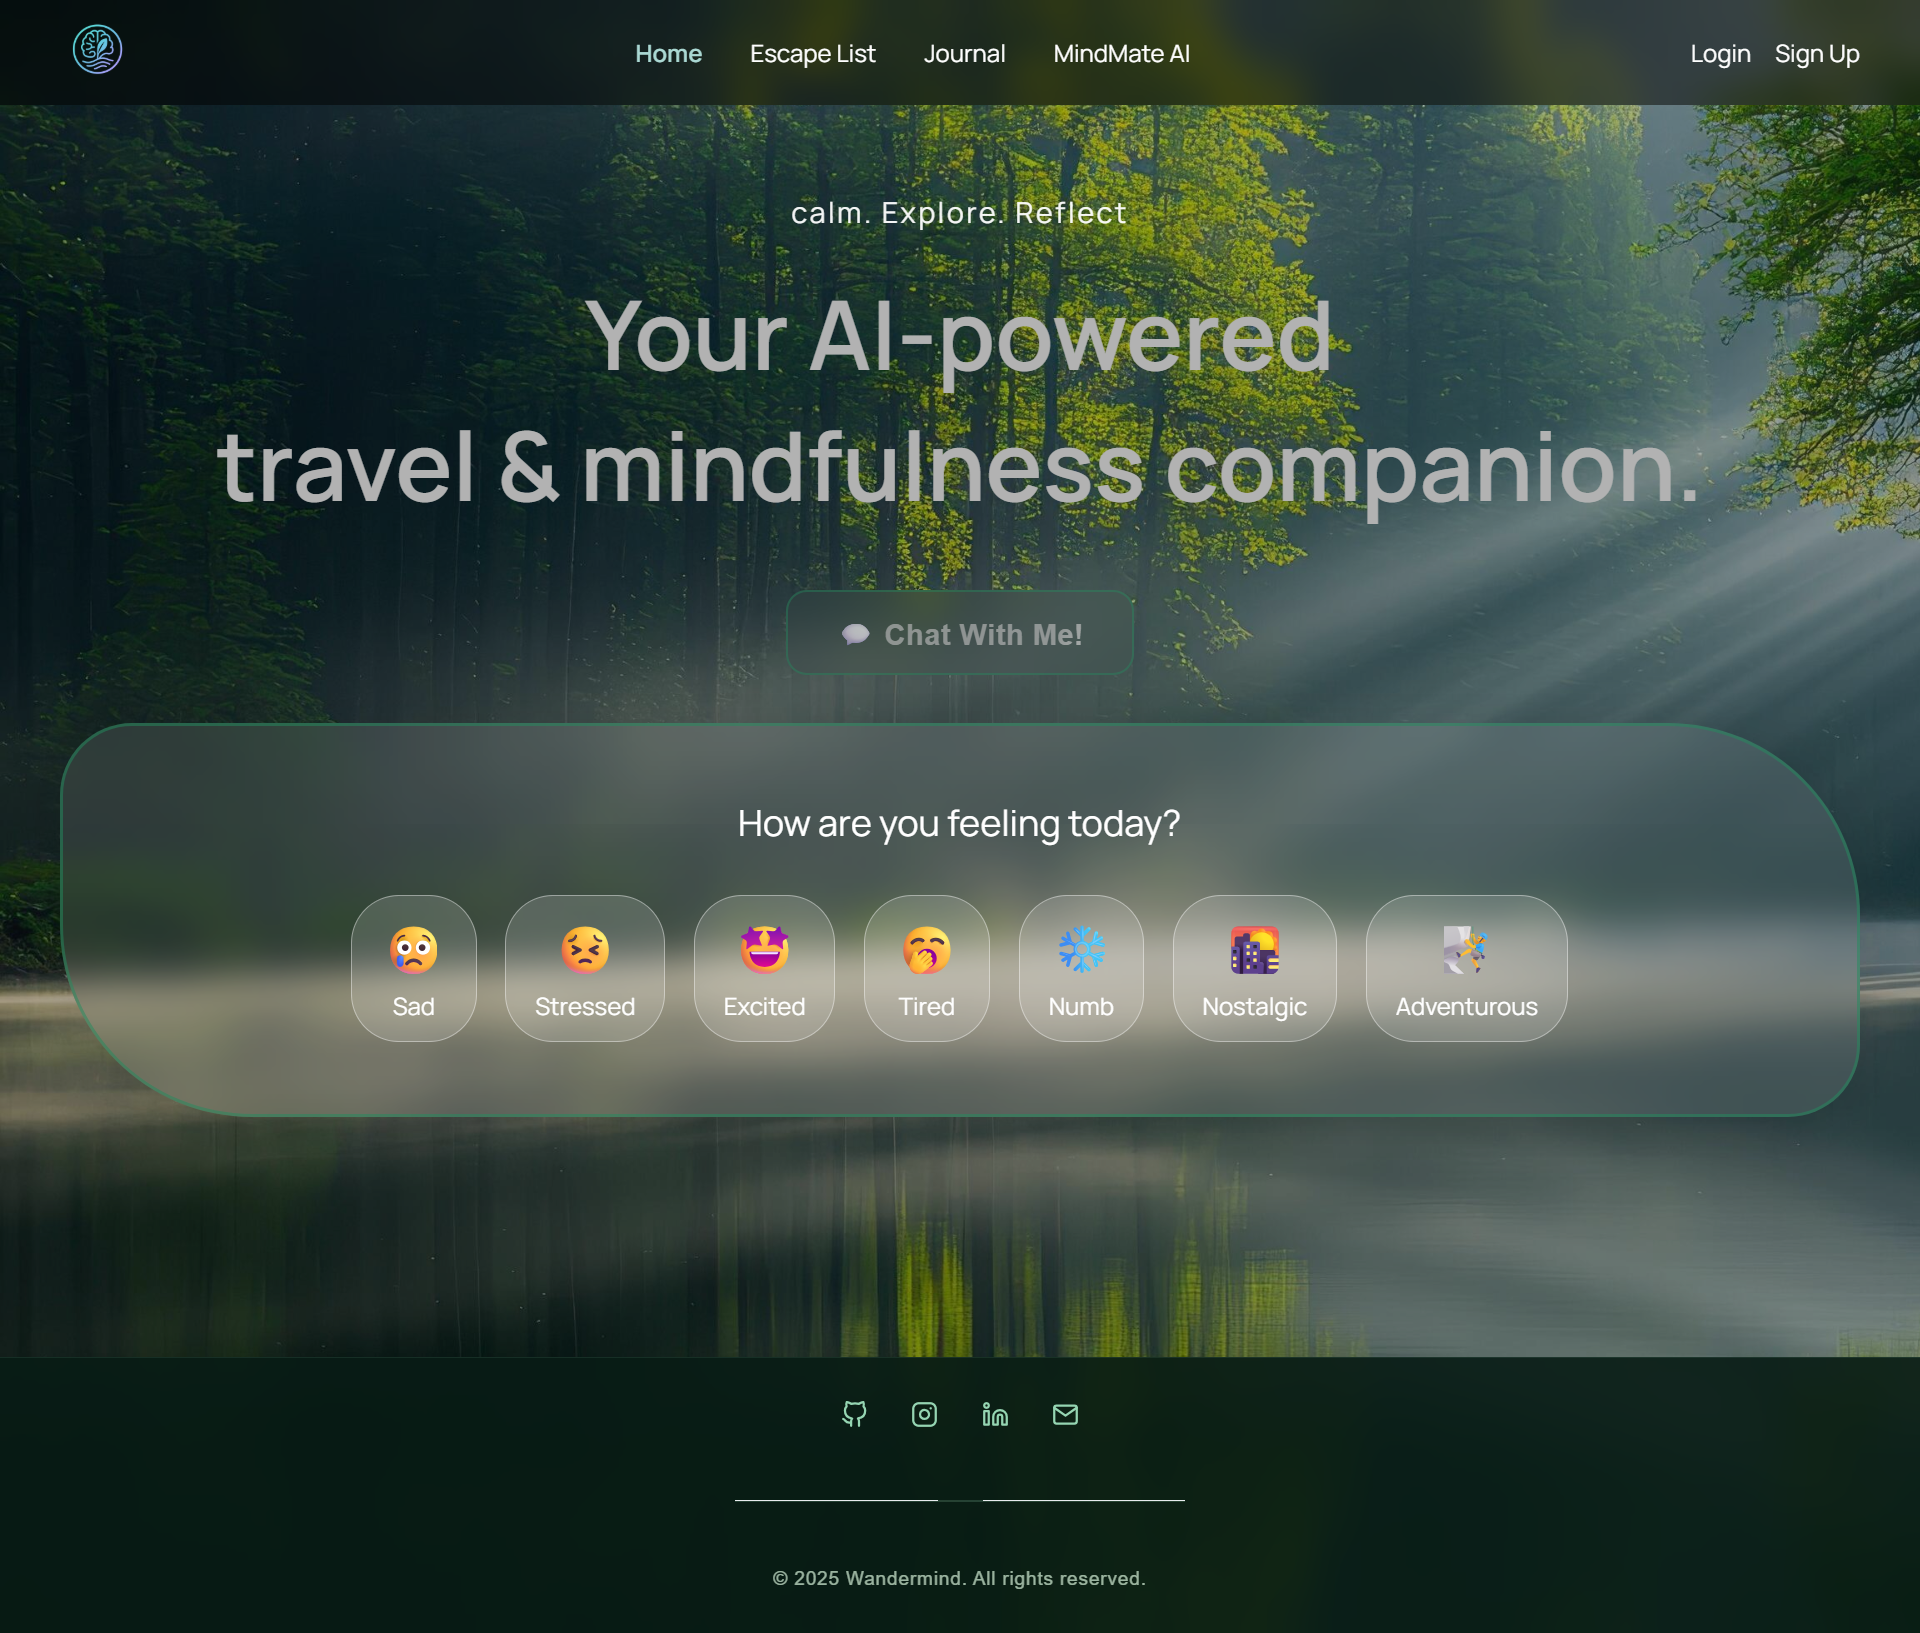 Home Escape List Journal MindMate AI Login Sign Up
calm. Explore. Reflect
Your AI-powered
travel & mindfulness companion.
Chat With Me!
How are you feeling today?
Sad Stressed Excited Tired Numb Nostalgic Adventurous
© 2025 Wandermind. All rights reserved.